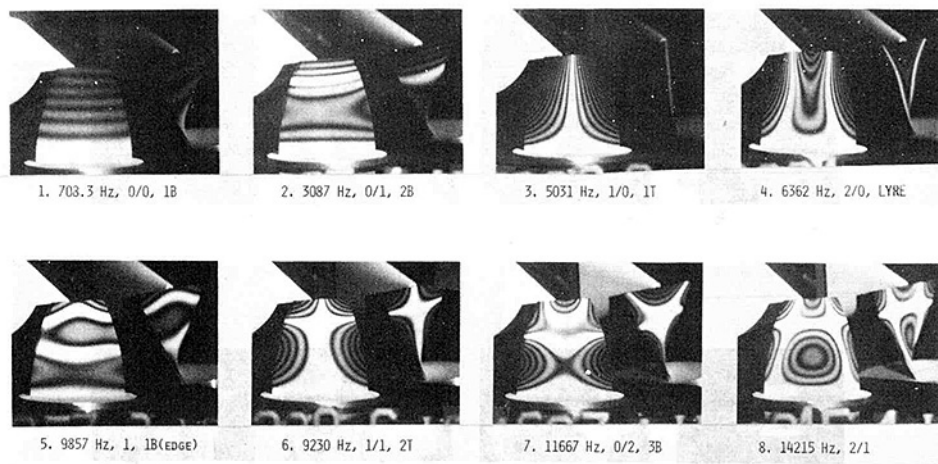 1. 703.3 Hz, 0/0, 1B
2. 3087 Hz, 0/1, 2B
3. 5031 Hz, 1/0, 1T
4. 6362 Hz, 2/0, LYRE
5. 9857 Hz, 1, 1B(EDGE)
6. 9230 Hz, 1/1, 2T
7. 11667 Hz, 0/2, 3B
8. 14215 Hz, 2/1